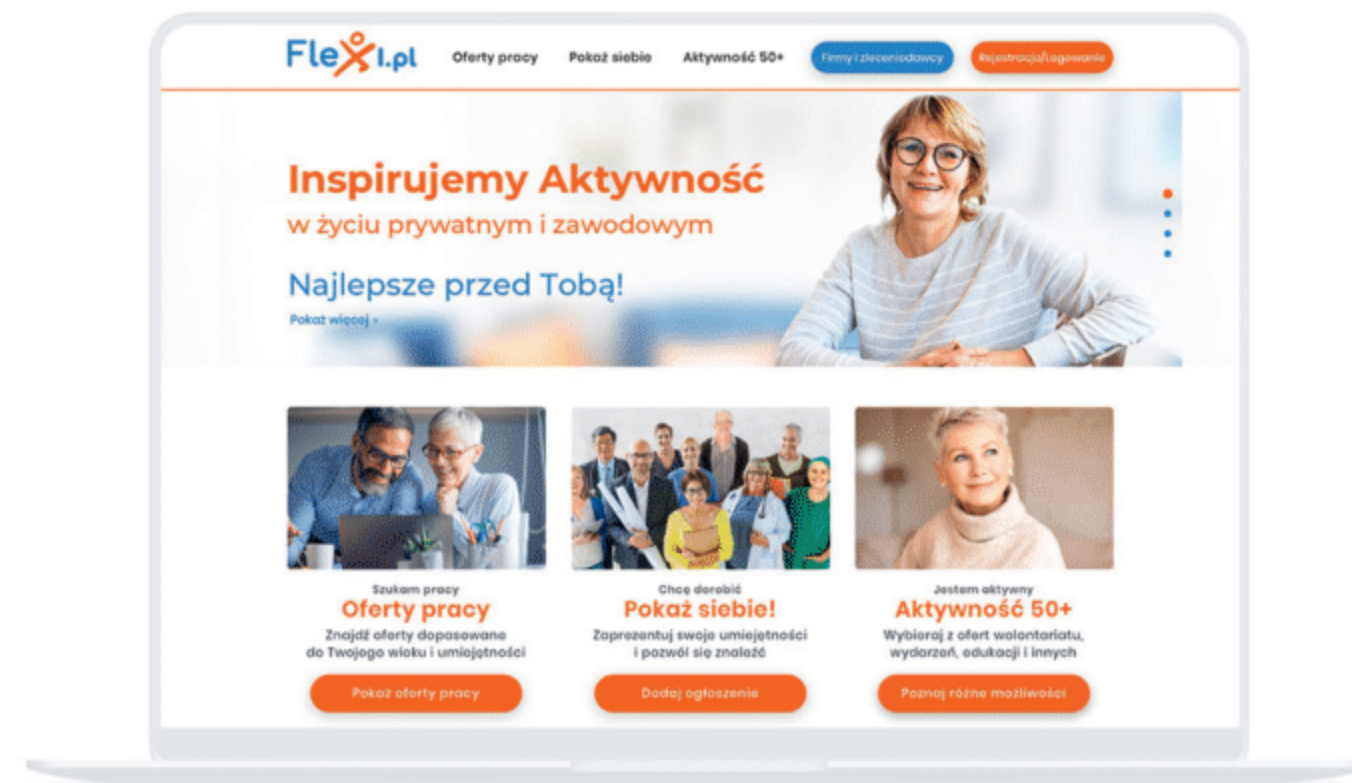 FleXi.pl
Oferty pracy
Pokaż siebie
Aktywność 50+
Firmy i zleceniodawcy
Rejestracja/Logowanie
Inspirujemy Aktywność
w życiu prywatnym i zawodowym
Najlepsze przed Tobą!
Pokaż więcej
Szukam pracy
Oferty pracy
Znajdź oferty dopasowane
do Twojego wieku i umiejętności
Pokaż oferty pracy
Chcę dorobić
Pokaż siebie!
Zaprezentuj swoje umiejętności
i pozwól się znaleźć
Dodaj ogłoszenie
Jestem aktywny
Aktywność 50+
Wybieraj z ofert wolontariatu,
wydarzeń, edukacji i innych
Poznaj różne możliwości